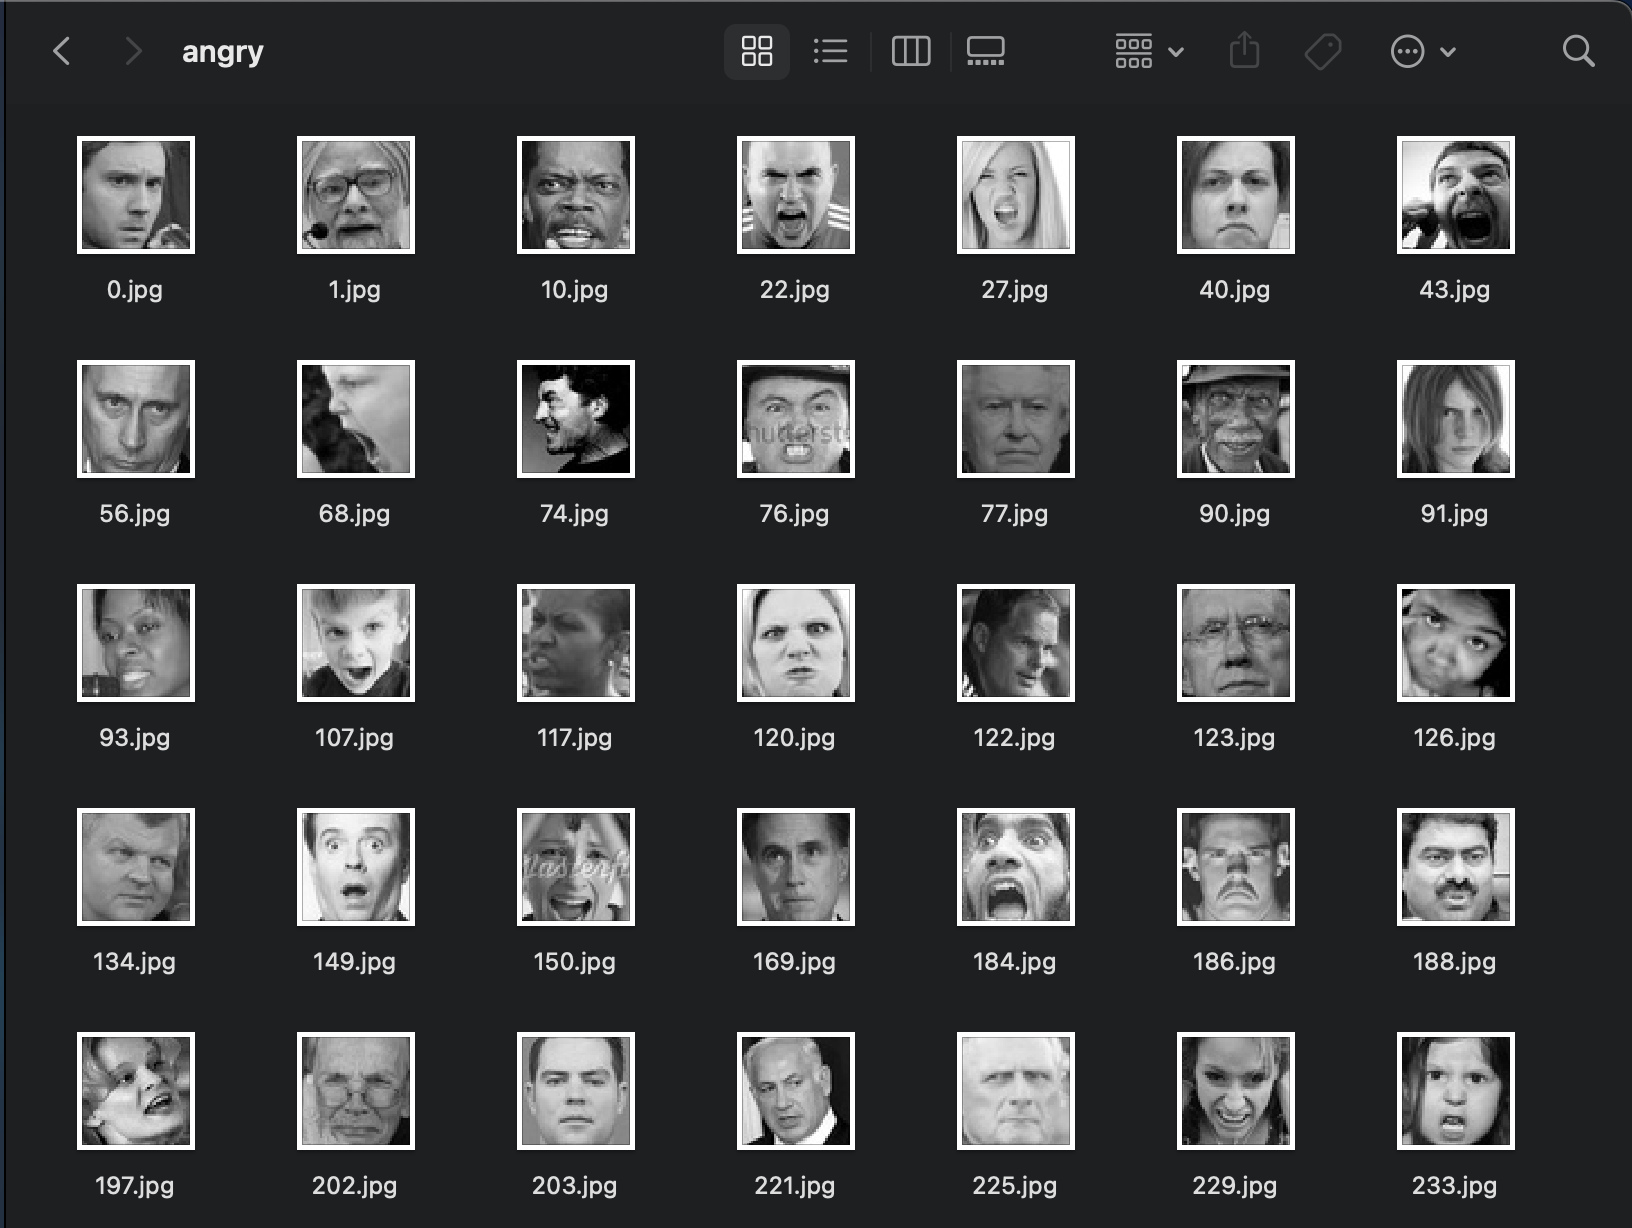 angry
0.jpg 1.jpg 10.jpg 22.jpg 27.jpg 40.jpg 43.jpg
56.jpg 68.jpg 74.jpg 76.jpg 77.jpg 90.jpg 91.jpg
93.jpg 107.jpg 117.jpg 120.jpg 122.jpg 123.jpg 126.jpg
134.jpg 149.jpg 150.jpg 169.jpg 184.jpg 186.jpg 188.jpg
197.jpg 202.jpg 203.jpg 221.jpg 225.jpg 229.jpg 233.jpg